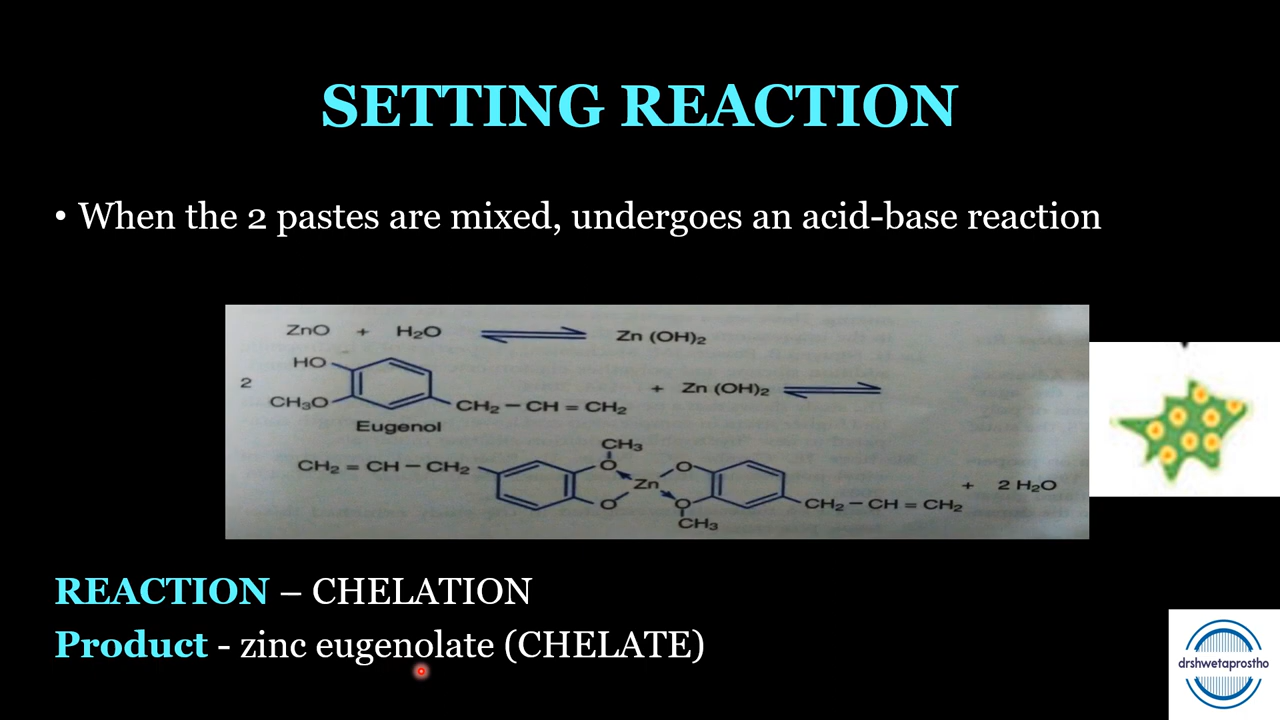 SETTING REACTION
• When the 2 pastes are mixed, undergoes an acid-base reaction
ZnO + H₂O ⇌ Zn (OH)₂
HO
2
CH₃O
CH₂ – CH = CH₂
+ Zn (OH)₂ ⇌
Eugenol
CH₃
CH₂ = CH – CH₂
O
O
Zn
O
O
CH₃
CH₂ – CH = CH₂
+ 2 H₂O
REACTION – CHELATION
Product - zinc eugenolate (CHELATE)
drshwetaprostho